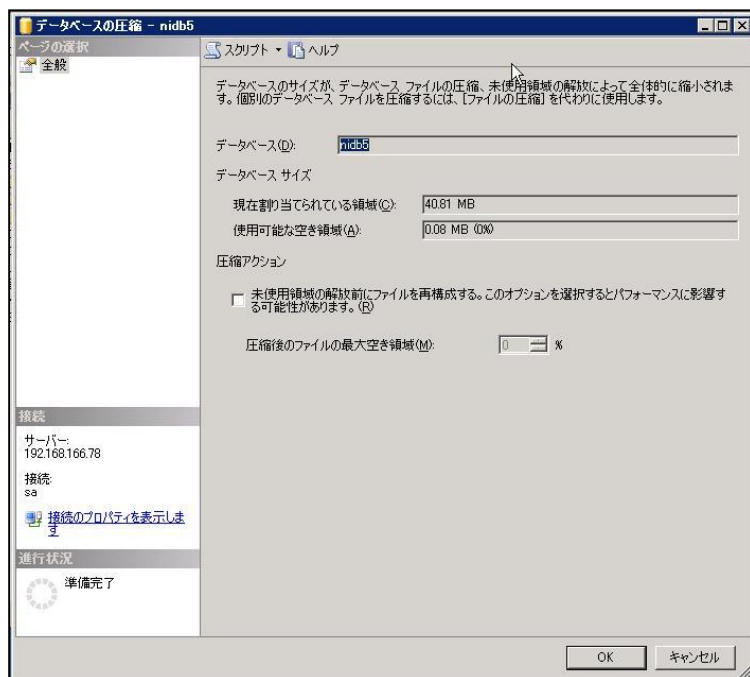 データベースの圧縮 - nidb5
ページの選択
全般
スクリプト
ヘルプ
データベースのサイズが、データベース ファイルの圧縮、未使用領域の解放によって全体的に縮小されま
す。個別のデータベース ファイルを圧縮するには、[ファイルの圧縮] を代わりに使用します。
データベース(D):
nidb5
データベース サイズ
現在割り当てられている領域(C):
40.81 MB
使用可能な空き領域(A):
0.08 MB (0%)
圧縮アクション
未使用領域の解放前にファイルを再構成する。このオプションを選択するとパフォーマンスに影響す
る可能性があります。(R)
圧縮後のファイルの最大空き領域(M):
0
%
接続
サーバー:
192.168.166.78
接続:
sa
接続のプロパティを表示しま
す
進行状況
準備完了
OK
キャンセル